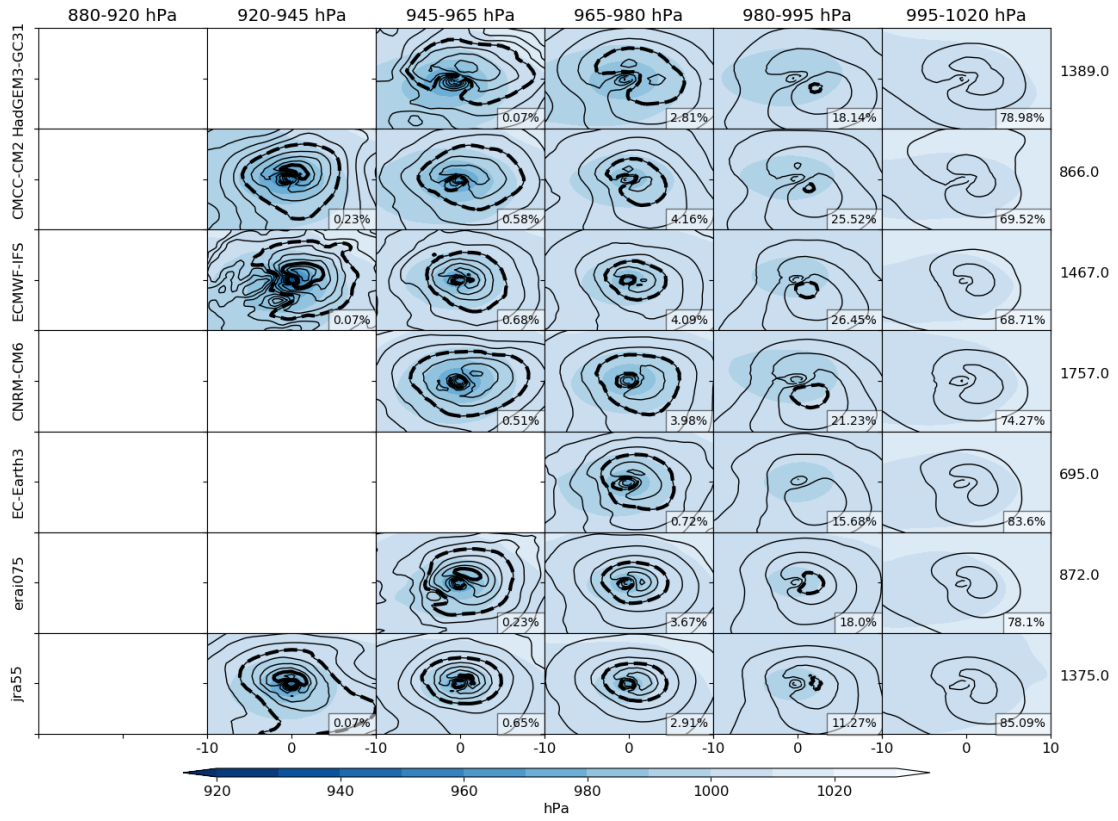 880-920 hPa 920-945 hPa 945-965 hPa 965-980 hPa 980-995 hPa 995-1020 hPa
HadGEM3-GC31 0.07% 2.81% 18.14% 78.98% 1389.0
CMCC-CM2 0.23% 0.58% 4.16% 25.52% 69.52% 866.0
ECMWF-IFS 0.07% 0.68% 4.09% 26.45% 68.71% 1467.0
CNRM-CM6 0.51% 3.98% 21.23% 74.27% 1757.0
EC-Earth3 0.72% 15.68% 83.6% 695.0
erai075 0.23% 3.67% 18.0% 78.1% 872.0
jra55 0.07% 0.65% 2.91% 11.27% 85.09% 1375.0
-10 0 -10 0 -10 0 -10 0 -10 0 10
920 940 960 980 1000 1020
hPa